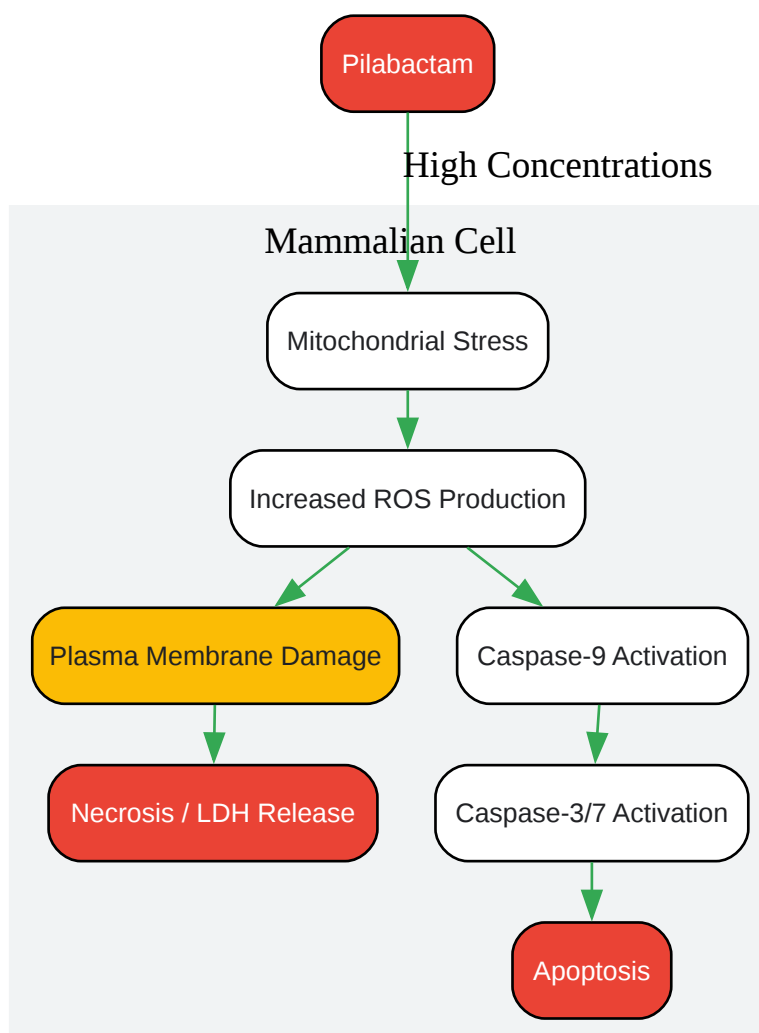 Pilabactam
High Concentrations
Mammalian Cell
Mitochondrial Stress
Increased ROS Production
Plasma Membrane Damage
Caspase-9 Activation
Necrosis / LDH Release
Caspase-3/7 Activation
Apoptosis